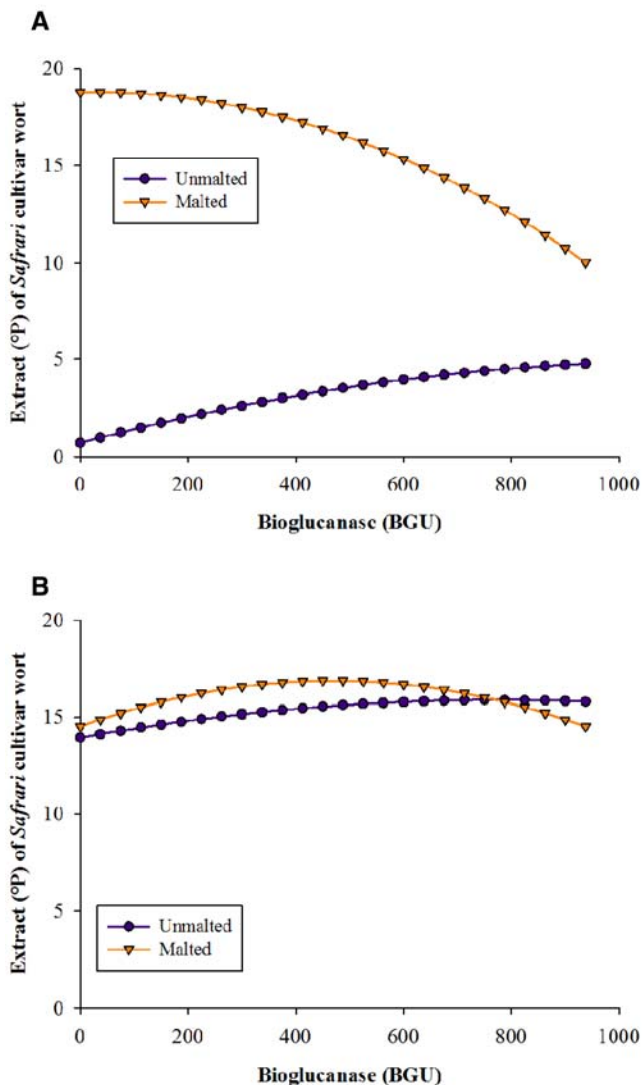 A
20
15
10
5
0
Extract (°P) of Safrari cultivar wort
Unmalted
Malted
0 200 400 600 800 1000
Bioglucanase (BGU)
B
20
15
10
5
0
Extract (°P) of Safrari cultivar wort
Unmalted
Malted
0 200 400 600 800 1000
Bioglucanase (BGU)